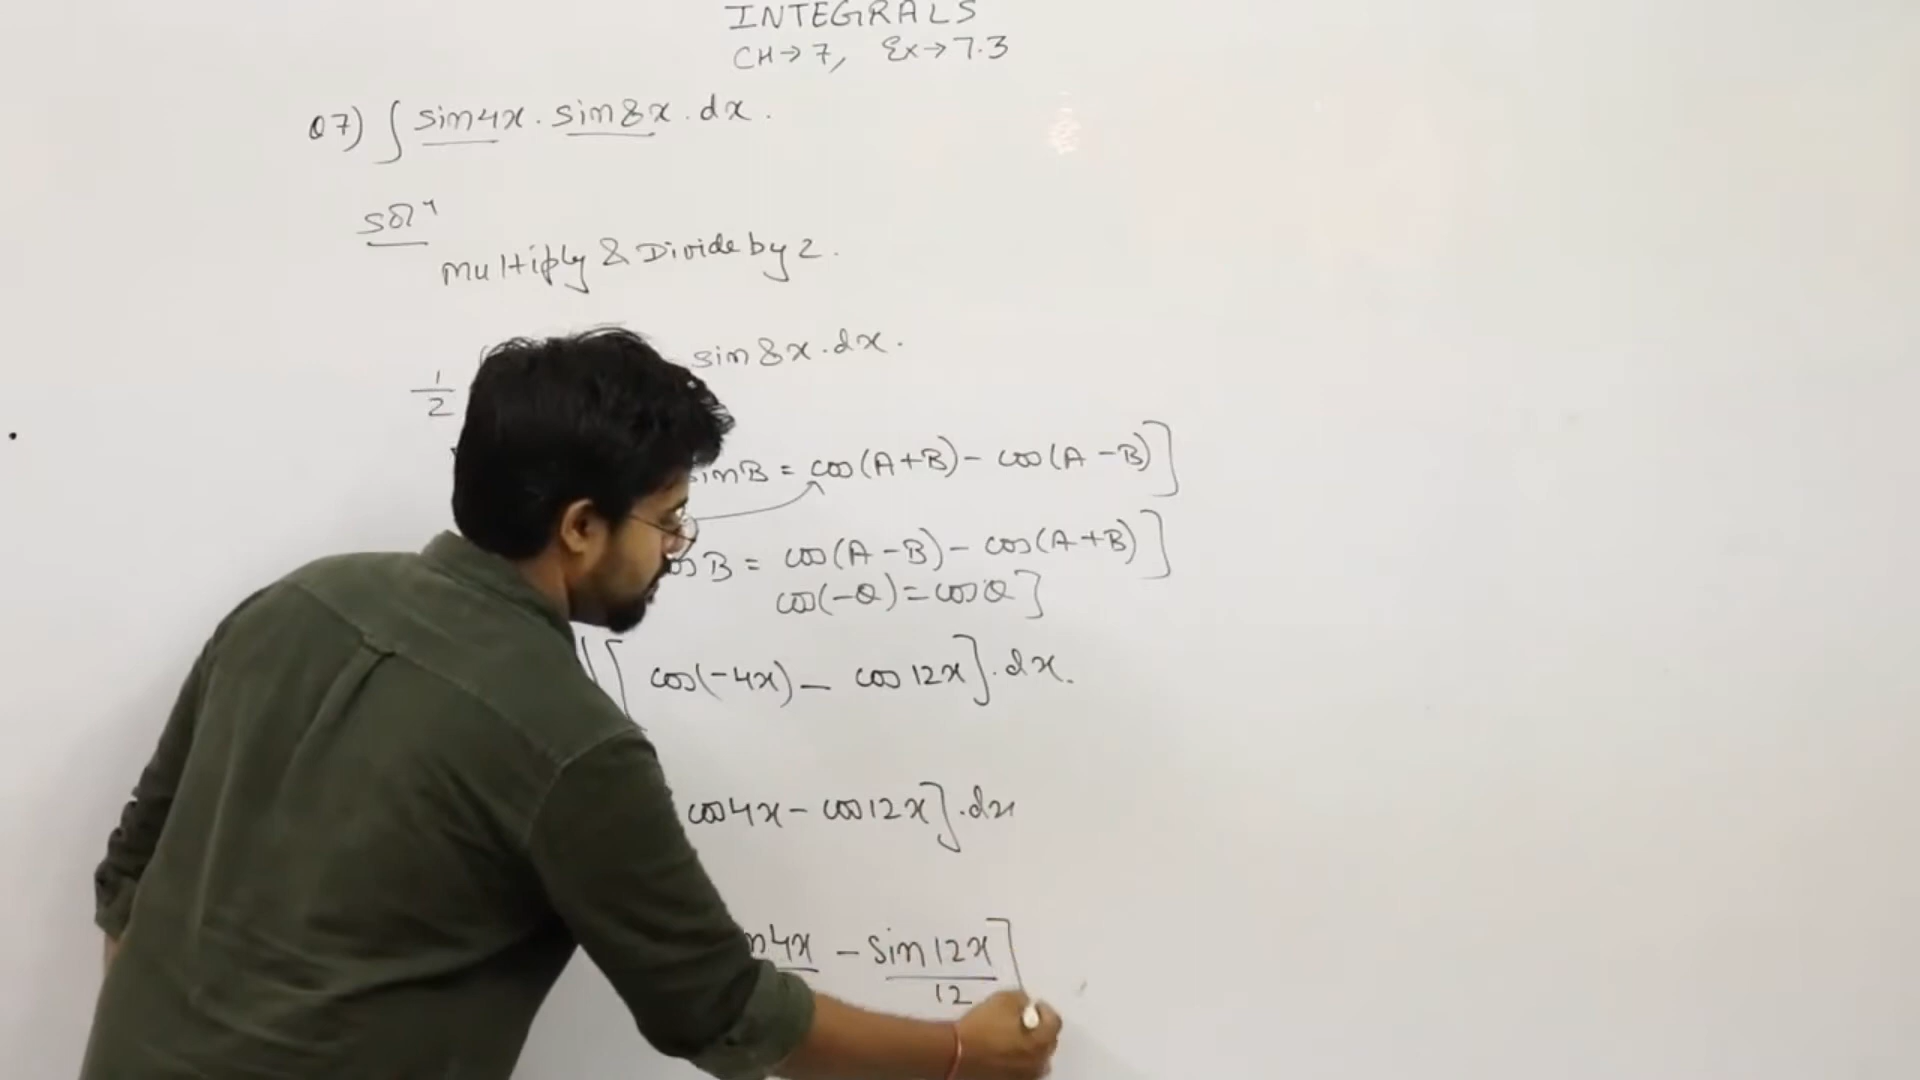 INTEGRALS
CH→7, Ex→7.3
Q7) ∫ sin4x . sin8x . dx .
Solⁿ
Multiply & Divide by 2 .
1/2 sin8x . dx .
sinB = cos(A+B) - cos(A-B)]
B = cos(A-B) - cos(A+B)]
cos(-θ) = cosθ]
[ cos(-4x) - cos12x] . dx .
cos4x - cos12x] . dx
4x - sin12x/12 ]